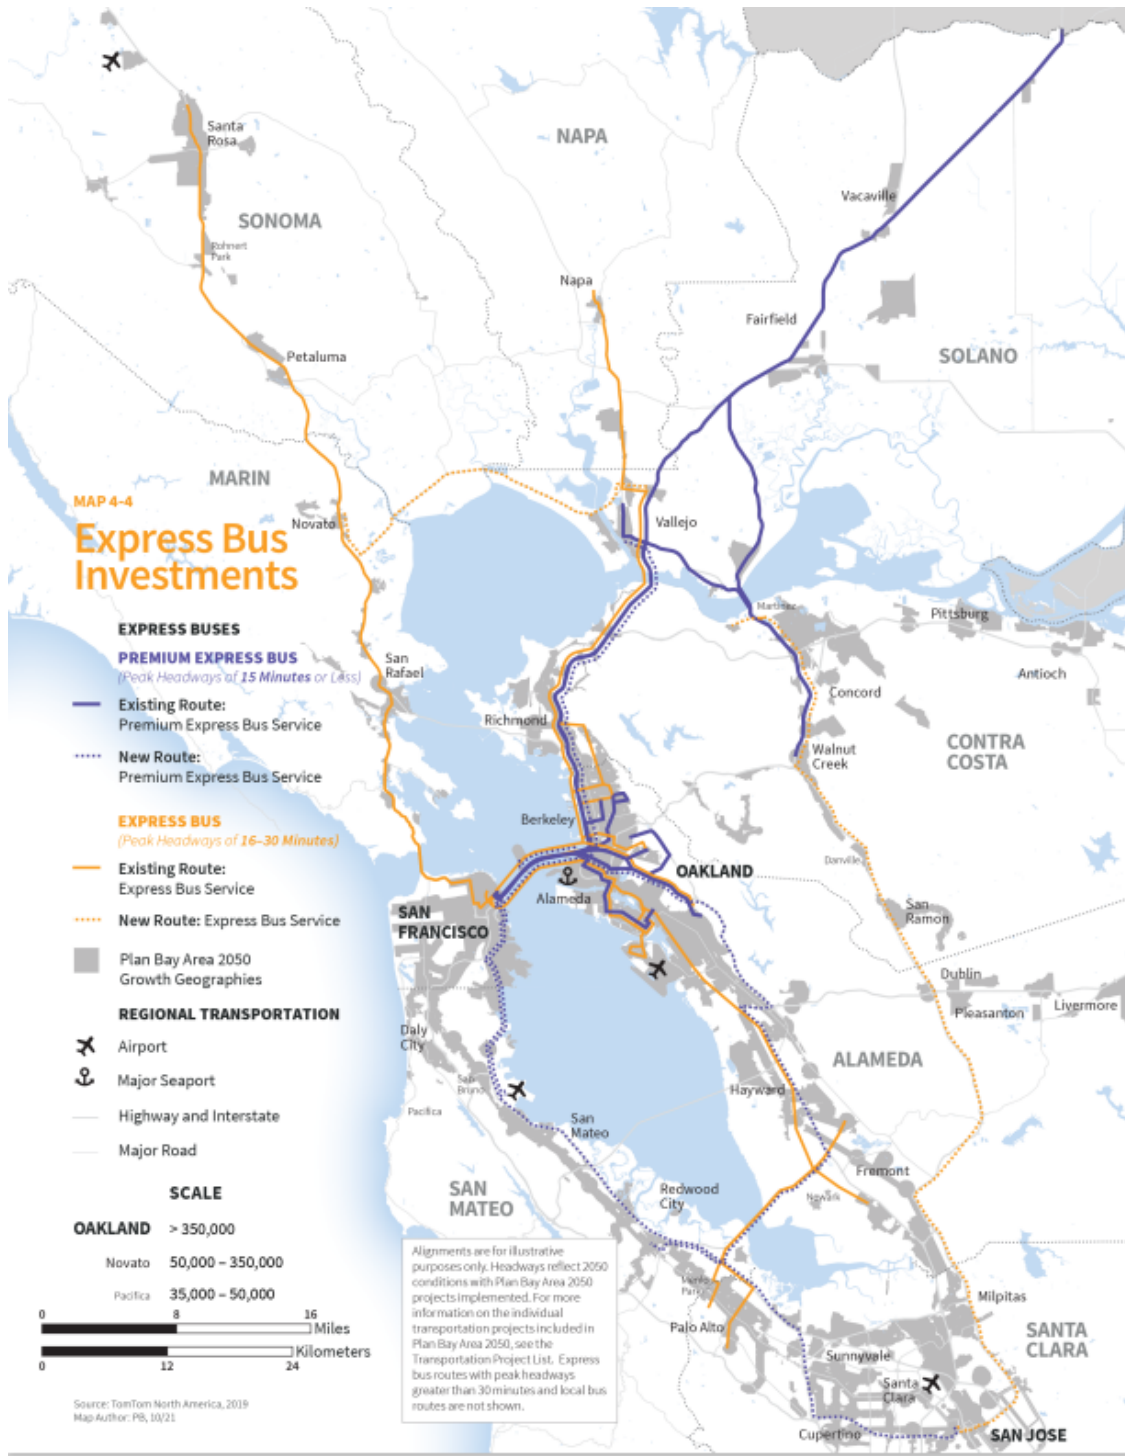 Santa
Rosa
SONOMA
Rohnert
Park
Petaluma
NAPA
Napa
Vacaville
Fairfield
SOLANO
MARIN
Novato
Vallejo
MAP 4-4
Express Bus
Investments
EXPRESS BUSES
PREMIUM EXPRESS BUS
(Peak Headways of 15 Minutes or Less)
Existing Route:
Premium Express Bus Service
New Route:
Premium Express Bus Service
EXPRESS BUS
(Peak Headways of 16–30 Minutes)
Existing Route:
Express Bus Service
New Route: Express Bus Service
Plan Bay Area 2050
Growth Geographies
REGIONAL TRANSPORTATION
Airport
Major Seaport
Highway and Interstate
Major Road
SCALE
OAKLAND > 350,000
Novato 50,000 – 350,000
Pacifica 35,000 – 50,000
0 8 16
Miles
Kilometers
0 12 24
Source: TomTom North America, 2019
Map Author: PB, 10/21
San
Rafael
Richmond
Berkeley
Martinez
Pittsburg
Antioch
Concord
Walnut
Creek
CONTRA
COSTA
Danville
San
Ramon
OAKLAND
Alameda
SAN
FRANCISCO
Daly
City
San
Bruno
Pacifica
San
Mateo
SAN
MATEO
Redwood
City
Dublin
Pleasanton
Livermore
ALAMEDA
Hayward
Fremont
Newark
Menlo
Park
Palo Alto
Milpitas
SANTA
CLARA
Sunnyvale
Santa
Clara
Cupertino
SAN JOSE
Alignments are for illustrative
purposes only. Headways reflect 2050
conditions with Plan Bay Area 2050
projects implemented. For more
information on the individual
transportation projects included in
Plan Bay Area 2050, see the
Transportation Project List. Express
bus routes with peak headways
greater than 30 minutes and local bus
routes are not shown.